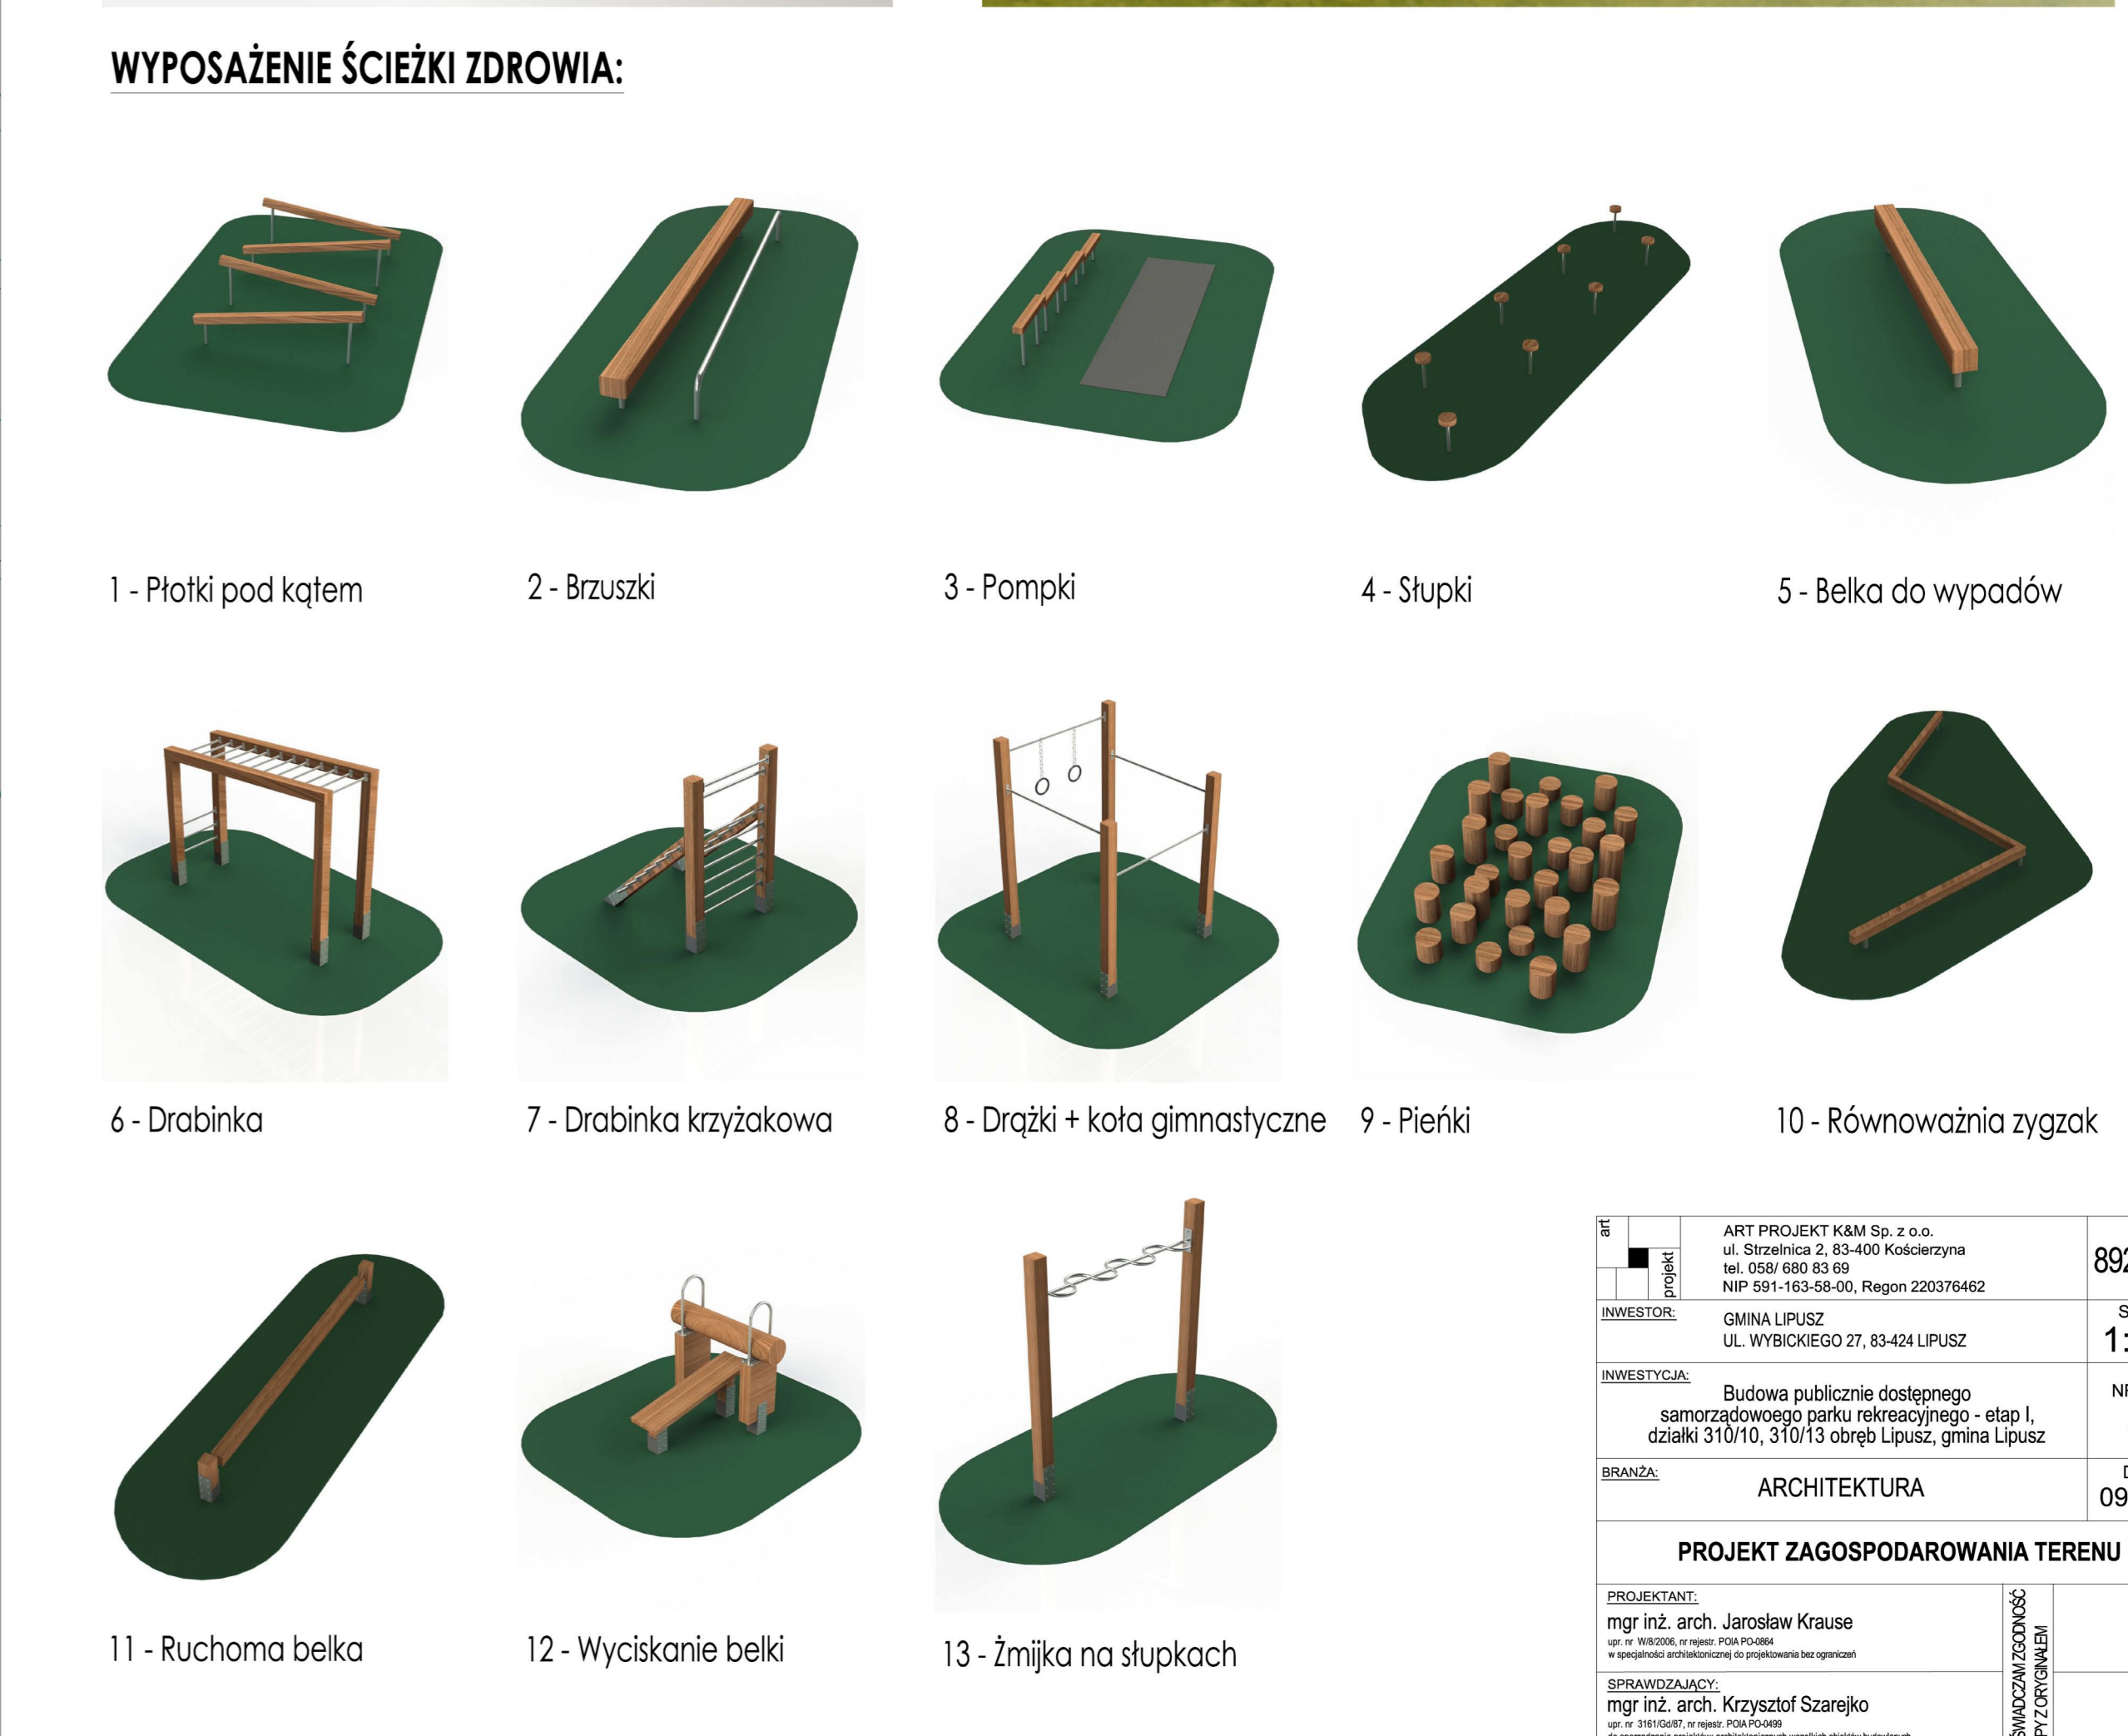 WYPOSAŻENIE ŚCIEŻKI ZDROWIA:
1 - Płotki pod kątem
2 - Brzuszki
3 - Pompki
4 - Słupki
5 - Belka do wypadów
6 - Drabinka
7 - Drabinka krzyżakowa
8 - Drążki + koła gimnastyczne
9 - Pieńki
10 - Równoważnia zygzak
11 - Ruchoma belka
12 - Wyciskanie belki
13 - Żmijka na słupkach
art
projekt
ART PROJEKT K&M Sp. z o.o.
ul. Strzelnica 2, 83-400 Kościerzyna
tel. 058/ 680 83 69
NIP 591-163-58-00, Regon 220376462
INWESTOR:
GMINA LIPUSZ
UL. WYBICKIEGO 27, 83-424 LIPUSZ
INWESTYCJA:
Budowa publicznie dostępnego
samorządowoego parku rekreacyjnego - etap I,
działki 310/10, 310/13 obręb Lipusz, gmina Lipusz
BRANŻA:
ARCHITEKTURA
PROJEKT ZAGOSPODAROWANIA TERENU
PROJEKTANT:
mgr inż. arch. Jarosław Krause
upr. nr W/8/2006, nr rejestr. POIA PO-0864
w specjalności architektonicznej do projektowania bez ograniczeń
SPRAWDZAJĄCY:
mgr inż. arch. Krzysztof Szarejko
upr. nr 3161/Gd/87, nr rejestr. POIA PO-0499
ZGODNOŚĆ
Z ORYGINAŁEM